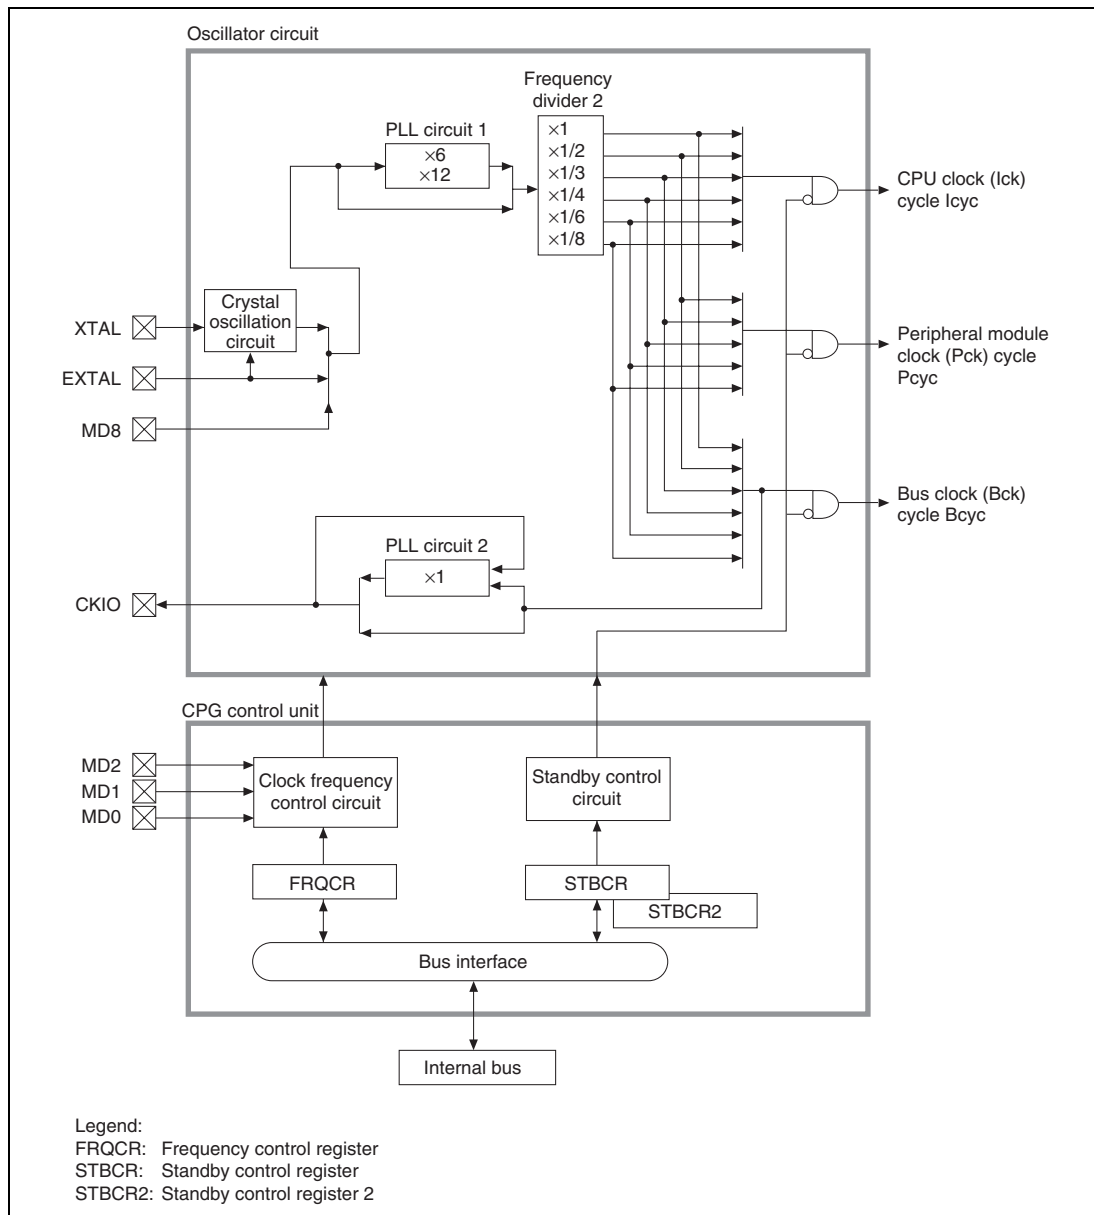 Oscillator circuit
Frequency
divider 2
PLL circuit 1
×6
×12
×1
×1/2
×1/3
×1/4
×1/6
×1/8
CPU clock (Ick)
cycle Icyc
Crystal
oscillation
circuit
XTAL
EXTAL
MD8
Peripheral module
clock (Pck) cycle
Pcyc
Bus clock (Bck)
cycle Bcyc
PLL circuit 2
×1
CKIO
CPG control unit
MD2
MD1
MD0
Clock frequency
control circuit
Standby control
circuit
FRQCR
STBCR
STBCR2
Bus interface
Internal bus
Legend:
FRQCR: Frequency control register
STBCR: Standby control register
STBCR2: Standby control register 2